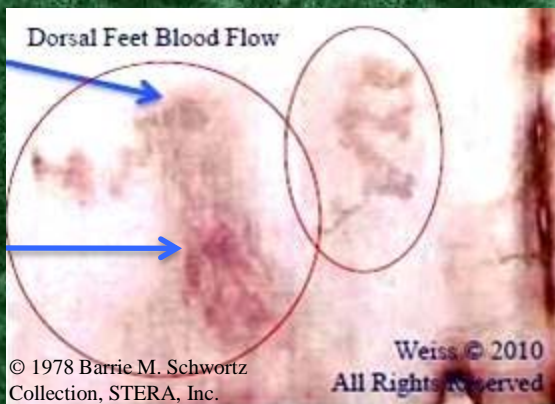 Dorsal Feet Blood Flow
Weiss © 2010
All Rights Reserved
© 1978 Barrie M. Schwortz
Collection, STERA, Inc.